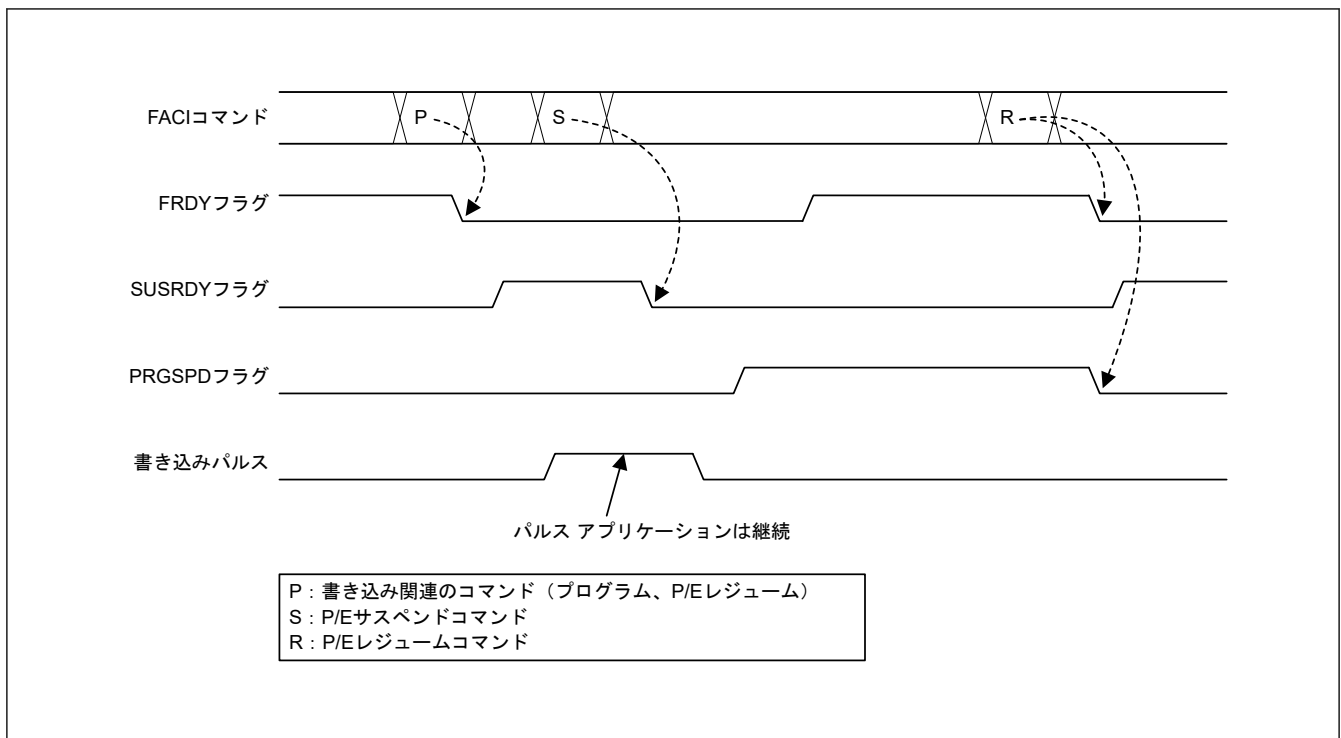 FACIコマンド
P
S
R
FRDYフラグ
SUSRDYフラグ
PRGSPDフラグ
書き込みパルス
パルス アプリケーションは継続
P：書き込み関連のコマンド（プログラム、P/Eレジューム）
S：P/Eサスペンドコマンド
R：P/Eレジュームコマンド